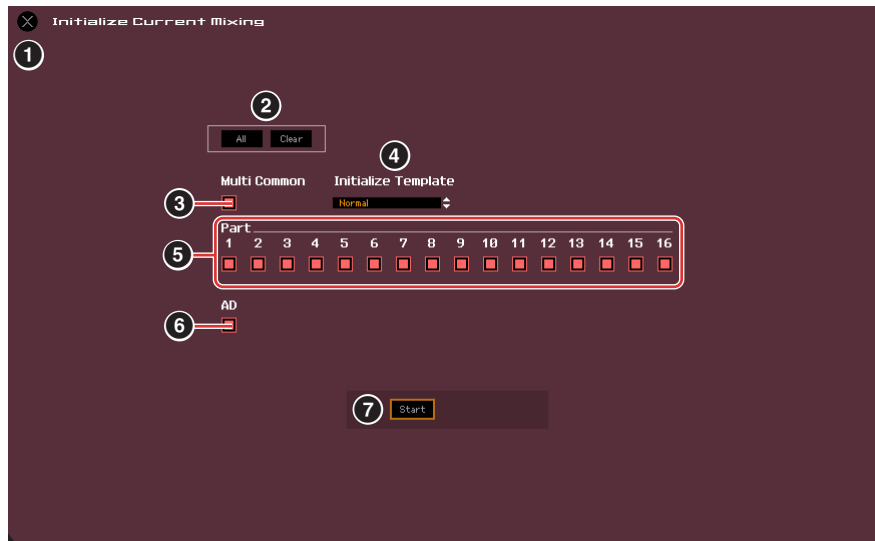 Initialize Current Mixing
1
2
All Clear
4
Multi Common Initialize Template
3 Normal
Part
1 2 3 4 5 6 7 8 9 10 11 12 13 14 15 16
5
AD
6
7 Start